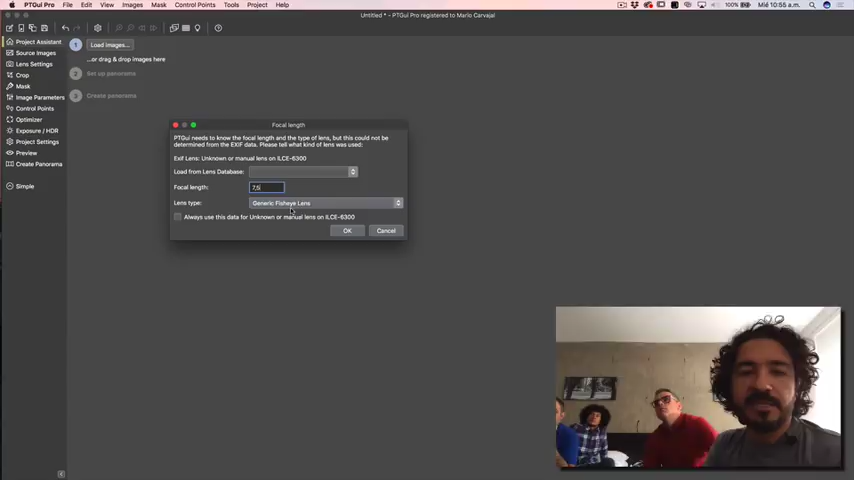 PTGui Pro File Edit View Images Mask Control Points Tools Project Help 100% Mié 10:55 a.m.
Untitled * - PTGui Pro registered to Mario Carvajal
Project Assistant
Source Images
Lens Settings
Crop
Mask
Image Parameters
Control Points
Optimizer
Exposure / HDR
Project Settings
Preview
Create Panorama
Simple
1 Load images...
...or drag & drop images here
2 Set up panorama
3 Create panorama
Focal length
PTGui needs to know the focal length and the type of lens, but this could not be
determined from the EXIF data. Please tell what kind of lens was used:
Exif Lens: Unknown or manual lens on ILCE-6300
Load from Lens Database:
Focal length: 7,5
Lens type: Generic Fisheye Lens
Always use this data for Unknown or manual lens on ILCE-6300
OK Cancel